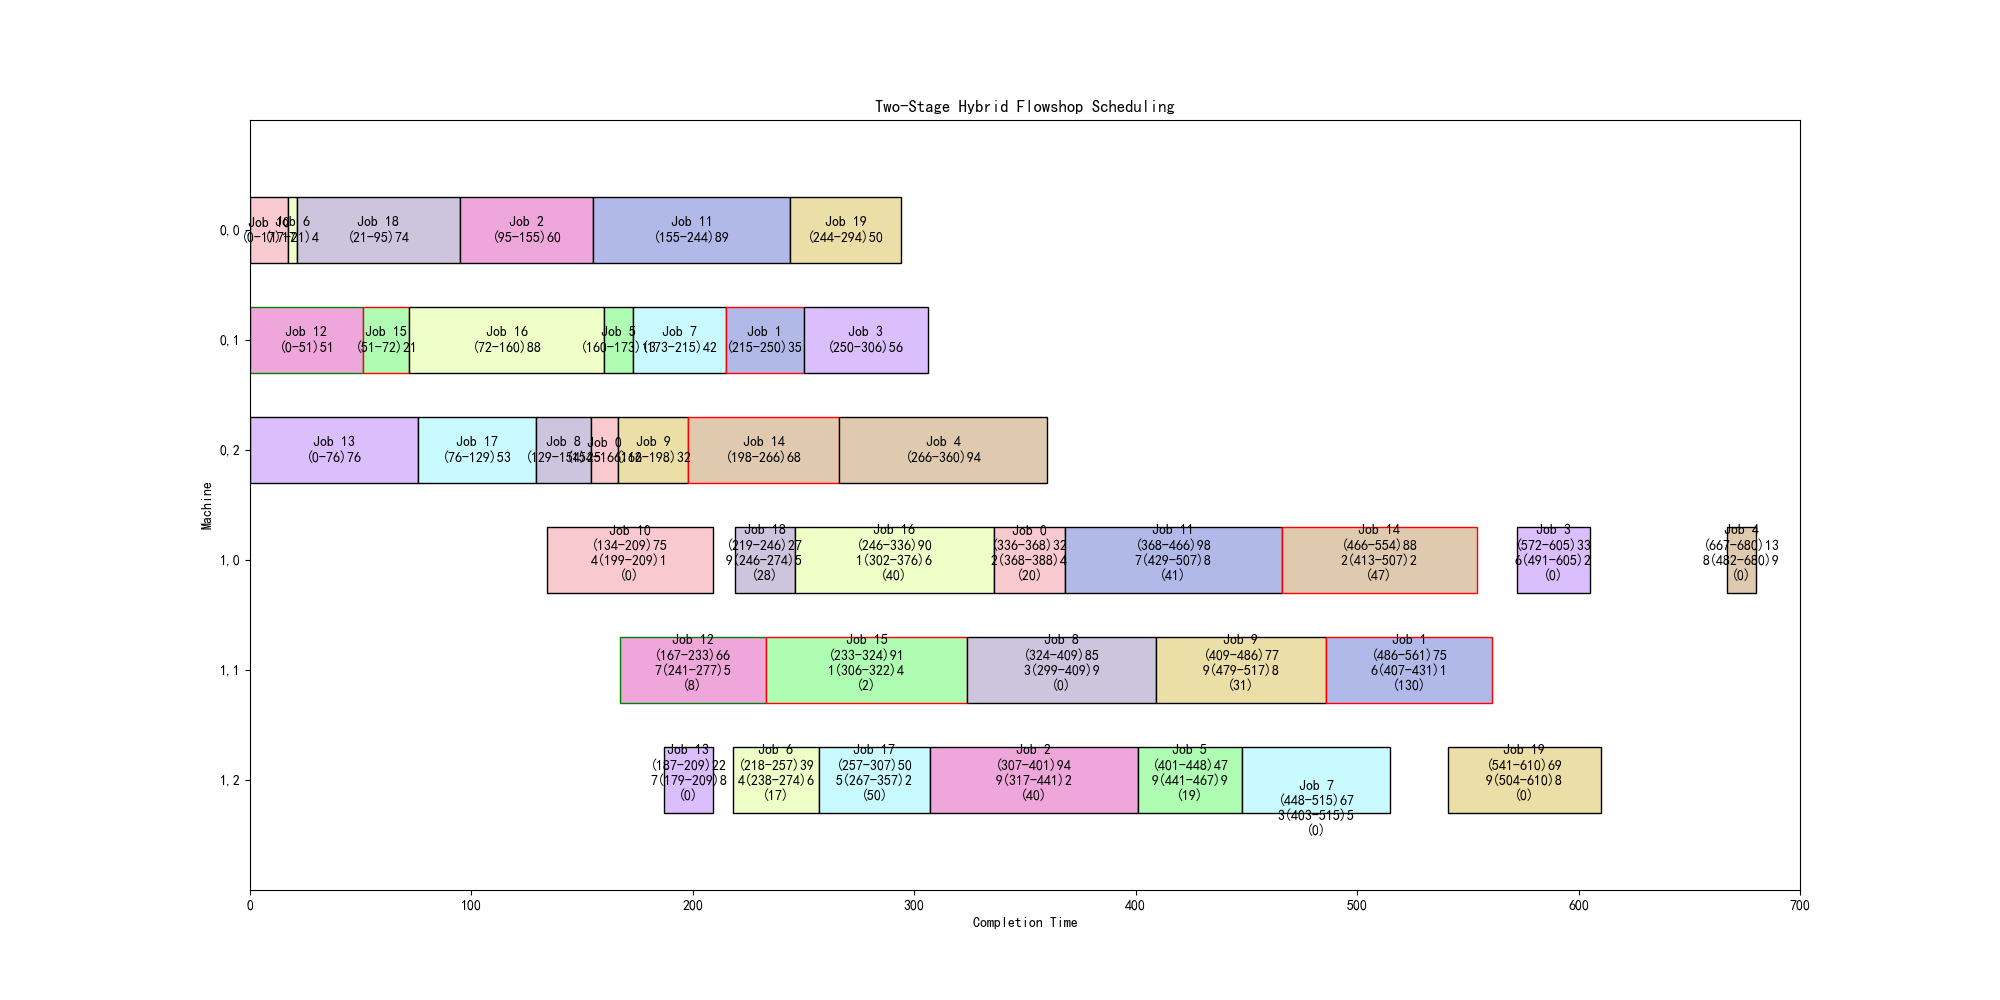 Two-Stage Hybrid Flowshop Scheduling
Machine
0,0
Job 10
Job 6
(17-21)4
Job 18
(21-95)74
Job 2
(95-155)60
Job 11
(155-244)89
Job 19
(244-294)50
0,1
Job 12
(0-51)51
Job 15
(51-72)21
Job 16
(72-160)88
Job 5
(160-173)13
Job 7
(173-215)42
Job 1
(215-250)35
Job 3
(250-306)56
0,2
Job 13
(0-76)76
Job 17
(76-129)53
Job 8
(129-154)25
Job 0
(154-166)12
Job 9
(166-198)32
Job 14
(198-266)68
Job 4
(266-360)94
1,0
Job 10
(134-209)75
4(199-209)1
(0)
Job 18
(219-246)27
9(246-274)5
(28)
Job 16
(246-336)90
1(302-376)6
(40)
Job 0
(336-368)32
2(368-388)4
(20)
Job 11
(368-466)98
7(429-507)8
(41)
Job 14
(466-554)88
2(413-507)2
(47)
Job 3
(572-605)33
6(491-605)2
(0)
Job 4
(667-680)13
8(482-680)9
(0)
1,1
Job 12
(167-233)66
7(241-277)5
(8)
Job 15
(233-324)91
1(306-322)4
(2)
Job 8
(324-409)85
3(299-409)9
(0)
Job 9
(409-486)77
9(479-517)8
(31)
Job 1
(486-561)75
6(407-431)1
(130)
1,2
Job 13
(187-209)22
7(179-209)8
(0)
Job 6
(218-257)39
4(238-274)6
(17)
Job 17
(257-307)50
5(267-357)2
(50)
Job 2
(307-401)94
9(317-441)2
(40)
Job 5
(401-448)47
9(441-467)9
(19)
Job 7
(448-515)67
3(403-515)5
(0)
Job 19
(541-610)69
9(504-610)8
(0)
0 100 200 300 400 500 600 700
Completion Time